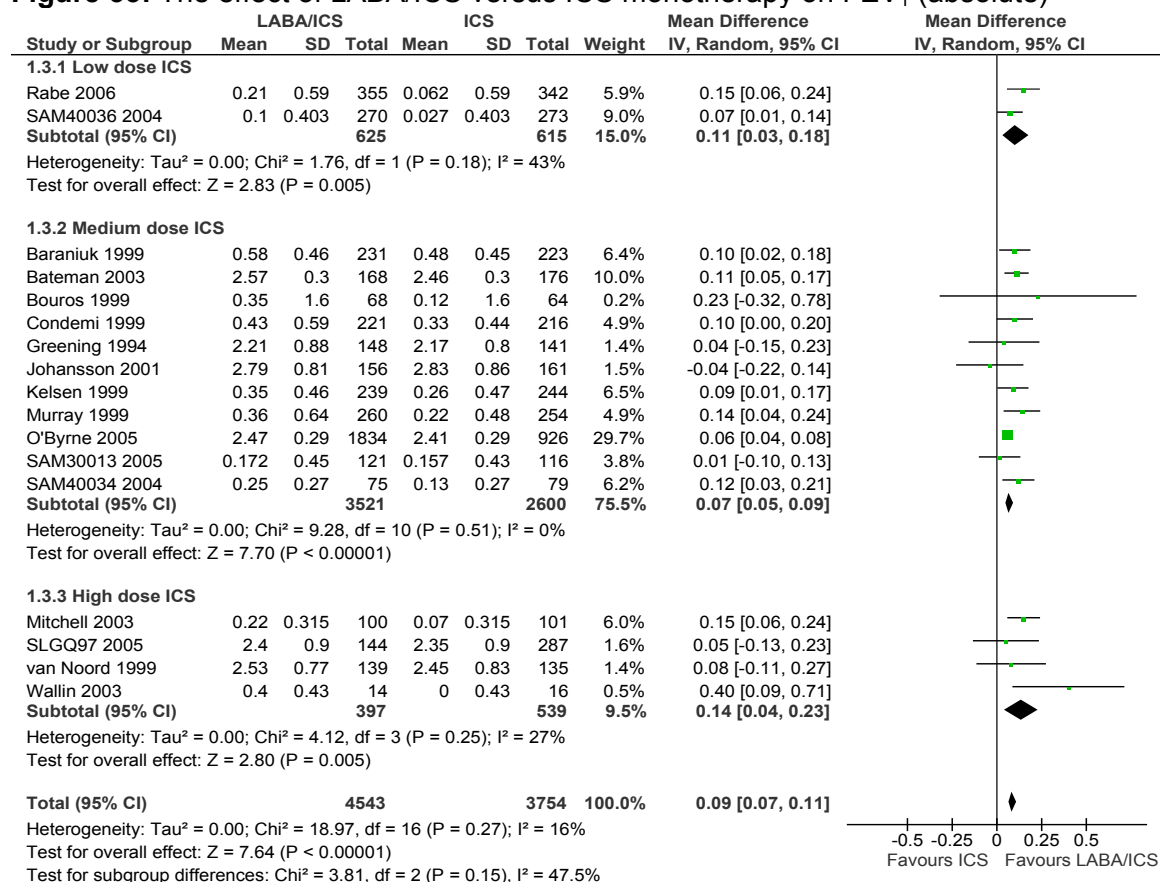 LABA/ICS ICS Mean Difference Mean Difference
Study or Subgroup Mean SD Total Mean SD Total Weight IV, Random, 95% CI IV, Random, 95% CI
1.3.1 Low dose ICS
Rabe 2006 0.21 0.59 355 0.062 0.59 342 5.9% 0.15 [0.06, 0.24]
SAM40036 2004 0.1 0.403 270 0.027 0.403 273 9.0% 0.07 [0.01, 0.14]
Subtotal (95% CI) 625 615 15.0% 0.11 [0.03, 0.18]
Heterogeneity: Tau² = 0.00; Chi² = 1.76, df = 1 (P = 0.18); I² = 43%
Test for overall effect: Z = 2.83 (P = 0.005)
1.3.2 Medium dose ICS
Baraniuk 1999 0.58 0.46 231 0.48 0.45 223 6.4% 0.10 [0.02, 0.18]
Bateman 2003 2.57 0.3 168 2.46 0.3 176 10.0% 0.11 [0.05, 0.17]
Bouros 1999 0.35 1.6 68 0.12 1.6 64 0.2% 0.23 [-0.32, 0.78]
Condemi 1999 0.43 0.59 221 0.33 0.44 216 4.9% 0.10 [0.00, 0.20]
Greening 1994 2.21 0.88 148 2.17 0.8 141 1.4% 0.04 [-0.15, 0.23]
Johansson 2001 2.79 0.81 156 2.83 0.86 161 1.5% -0.04 [-0.22, 0.14]
Kelsen 1999 0.35 0.46 239 0.26 0.47 244 6.5% 0.09 [0.01, 0.17]
Murray 1999 0.36 0.64 260 0.22 0.48 254 4.9% 0.14 [0.04, 0.24]
O'Byrne 2005 2.47 0.29 1834 2.41 0.29 926 29.7% 0.06 [0.04, 0.08]
SAM30013 2005 0.172 0.45 121 0.157 0.43 116 3.8% 0.01 [-0.10, 0.13]
SAM40034 2004 0.25 0.27 75 0.13 0.27 79 6.2% 0.12 [0.03, 0.21]
Subtotal (95% CI) 3521 2600 75.5% 0.07 [0.05, 0.09]
Heterogeneity: Tau² = 0.00; Chi² = 9.28, df = 10 (P = 0.51); I² = 0%
Test for overall effect: Z = 7.70 (P < 0.00001)
1.3.3 High dose ICS
Mitchell 2003 0.22 0.315 100 0.07 0.315 101 6.0% 0.15 [0.06, 0.24]
SLGQ97 2005 2.4 0.9 144 2.35 0.9 287 1.6% 0.05 [-0.13, 0.23]
van Noord 1999 2.53 0.77 139 2.45 0.83 135 1.4% 0.08 [-0.11, 0.27]
Wallin 2003 0.4 0.43 14 0 0.43 16 0.5% 0.40 [0.09, 0.71]
Subtotal (95% CI) 397 539 9.5% 0.14 [0.04, 0.23]
Heterogeneity: Tau² = 0.00; Chi² = 4.12, df = 3 (P = 0.25); I² = 27%
Test for overall effect: Z = 2.80 (P = 0.005)
Total (95% CI) 4543 3754 100.0% 0.09 [0.07, 0.11]
Heterogeneity: Tau² = 0.00; Chi² = 18.97, df = 16 (P = 0.27); I² = 16%
Test for overall effect: Z = 7.64 (P < 0.00001)
Test for subgroup differences: Chi² = 3.81, df = 2 (P = 0.15), I² = 47.5%
-0.5 -0.25 0 0.25 0.5
Favours ICS Favours LABA/ICS